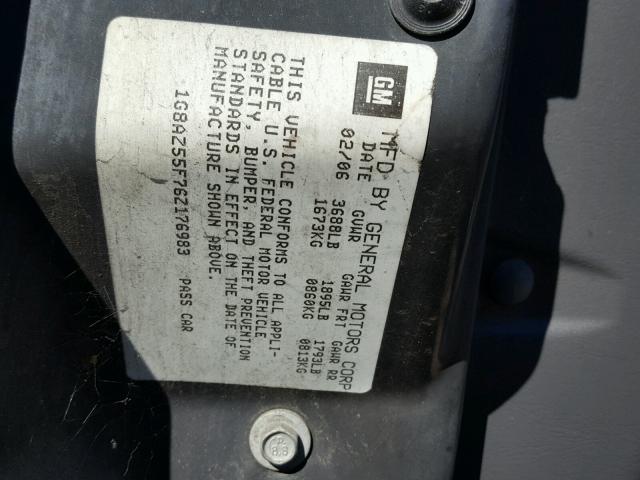 GM
MFD BY GENERAL MOTORS CORP
DATE GVWR GAWR FRT GAWR RR
02/06 3688LB 1895LB 1793LB
1673KG 0860KG 0813KG
THIS VEHICLE CONFORMS TO ALL APPLI-
CABLE U.S. FEDERAL MOTOR VEHICLE
SAFETY, BUMPER, AND THEFT PREVENTION
STANDARDS IN EFFECT ON THE DATE OF
MANUFACTURE SHOWN ABOVE.
1G8AZ55F76Z176983 PASS CAR
8.8